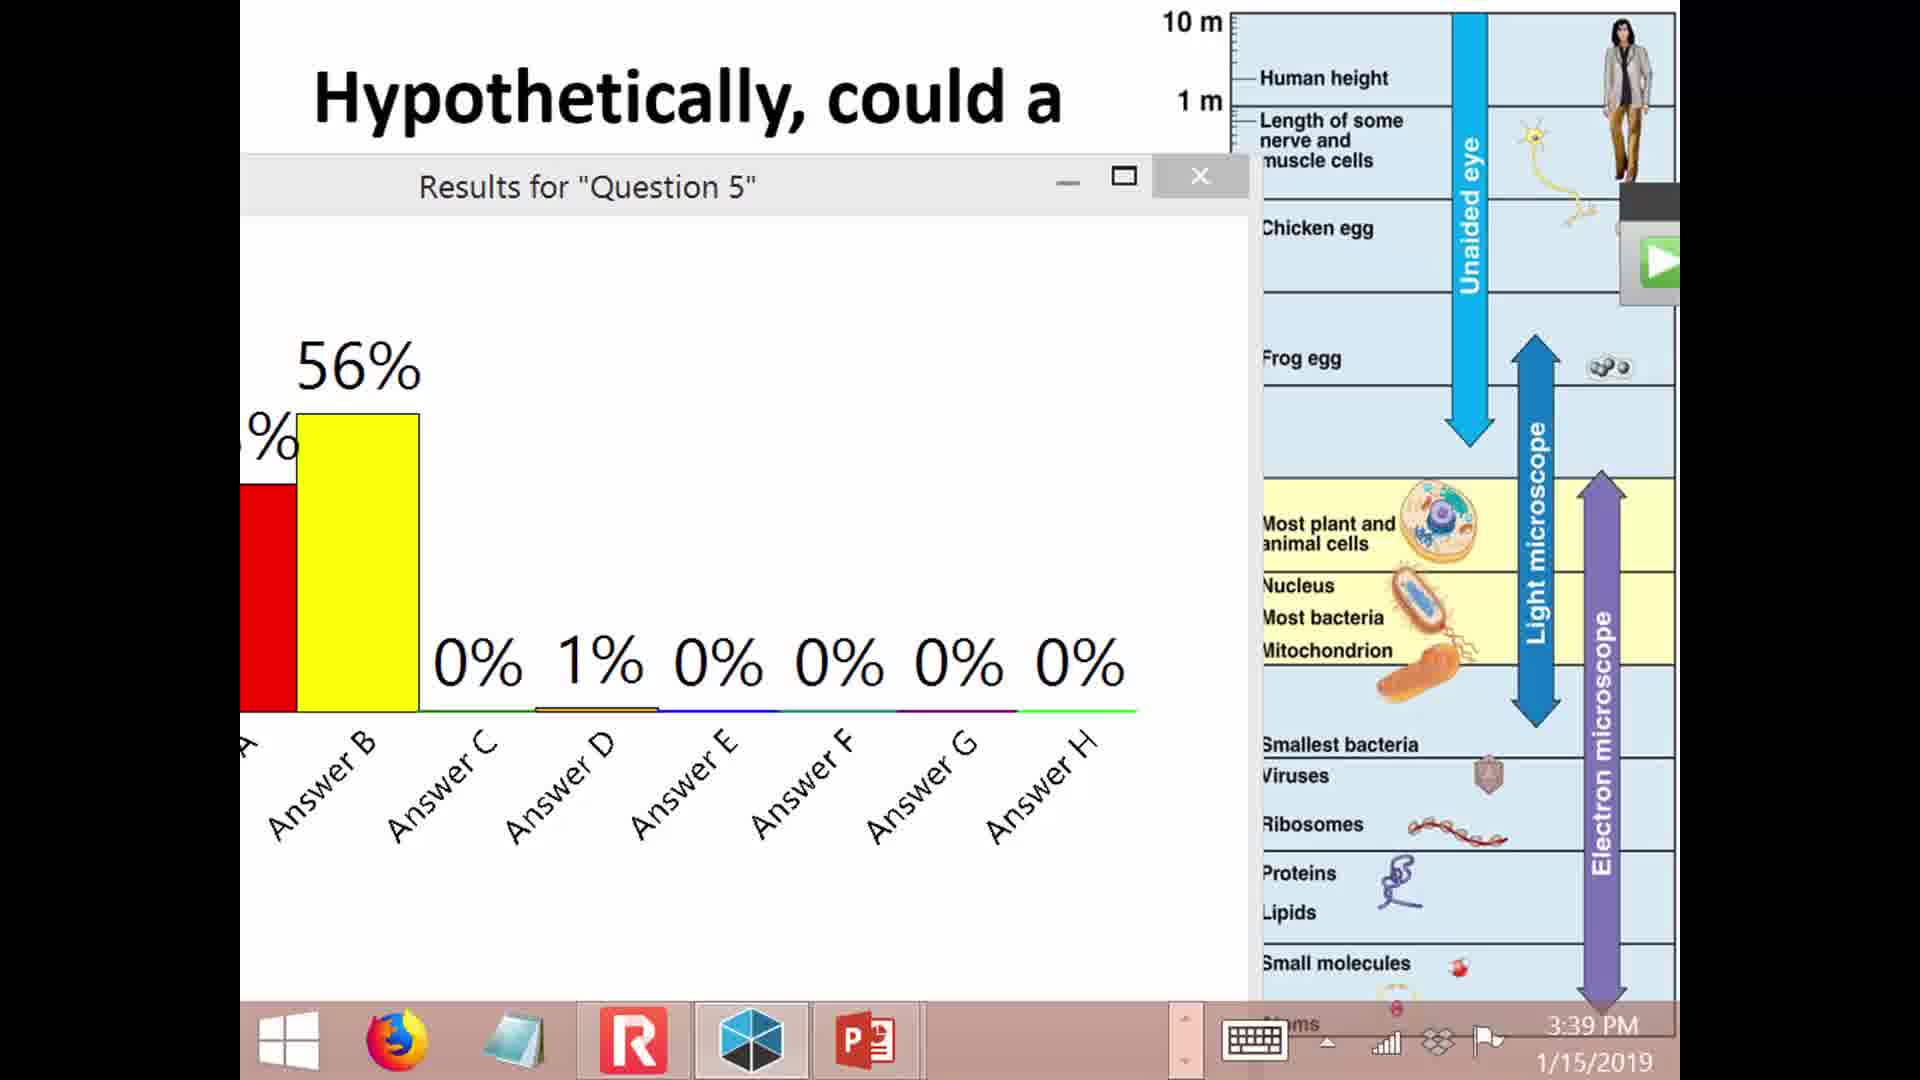 Hypothetically, could a
Results for "Question 5"
56%
%
0%
1%
0%
0%
0%
0%
A
Answer B
Answer C
Answer D
Answer E
Answer F
Answer G
Answer H
10 m
1 m
Human height
Length of some
nerve and
muscle cells
Chicken egg
Frog egg
Most plant and
animal cells
Nucleus
Most bacteria
Mitochondrion
Smallest bacteria
Viruses
Ribosomes
Proteins
Lipids
Small molecules
Unaided eye
Light microscope
Electron microscope
3:39 PM
1/15/2019